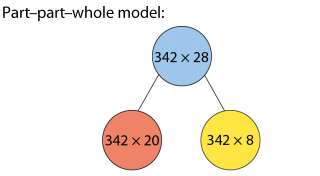 Part–part–whole model:
342 × 28
342 × 20
342 × 8